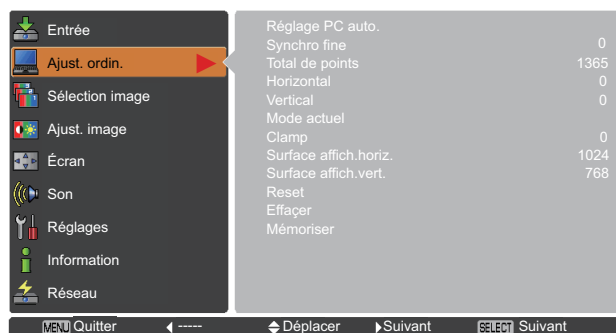 Entrée
Ajust. ordin.
Sélection image
Ajust. image
Écran
Son
Réglages
Information
Réseau
Réglage PC auto.
Synchro fine 0
Total de points 1365
Horizontal 0
Vertical 0
Mode actuel
Clamp 0
Surface affich.horiz. 1024
Surface affich.vert. 768
Reset
Effaçer
Mémoriser
MENU Quitter ----- Déplacer Suivant SELECT Suivant